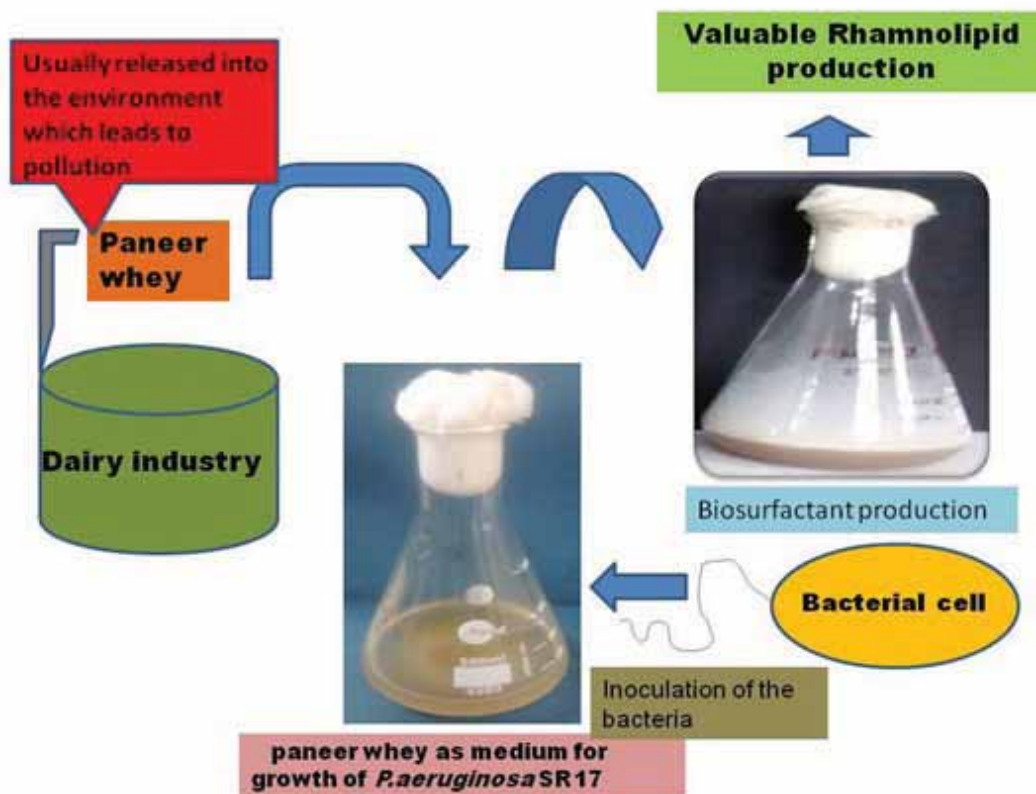 Usually released into
the environment
which leads to
pollution
Valuable Rhamnolipid
production
Paneer
whey
Dairy industry
Biosurfactant production
Bacterial cell
Inoculation of the
bacteria
paneer whey as medium for
growth of P.aeruginosa SR17